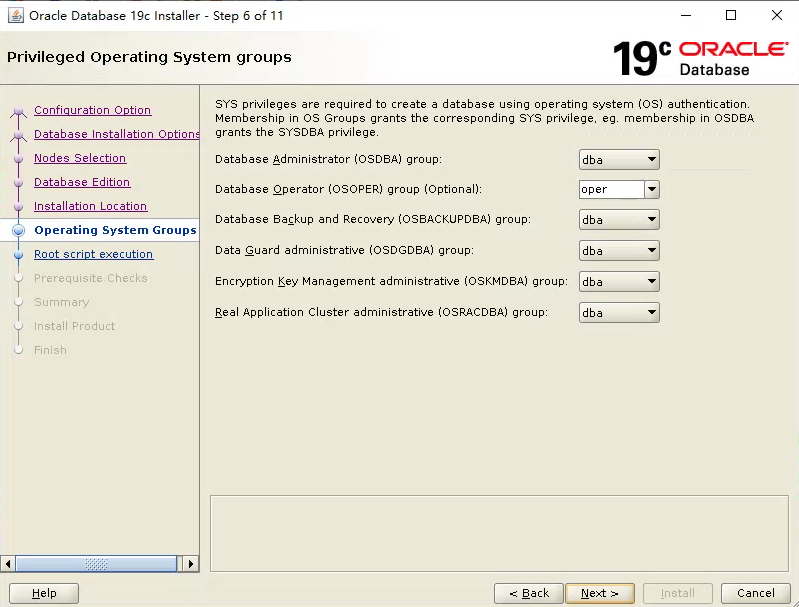 Oracle Database 19c Installer - Step 6 of 11
Privileged Operating System groups
19c ORACLE
Database
Configuration Option
Database Installation Options
Nodes Selection
Database Edition
Installation Location
Operating System Groups
Root script execution
Prerequisite Checks
Summary
Install Product
Finish
SYS privileges are required to create a database using operating system (OS) authentication.
Membership in OS Groups grants the corresponding SYS privilege, eg. membership in OSDBA
grants the SYSDBA privilege.
Database Administrator (OSDBA) group: dba
Database Operator (OSOPER) group (Optional): oper
Database Backup and Recovery (OSBACKUPDBA) group: dba
Data Guard administrative (OSDGDBA) group: dba
Encryption Key Management administrative (OSKMDBA) group: dba
Real Application Cluster administrative (OSRACDBA) group: dba
Help
< Back
Next >
Install
Cancel